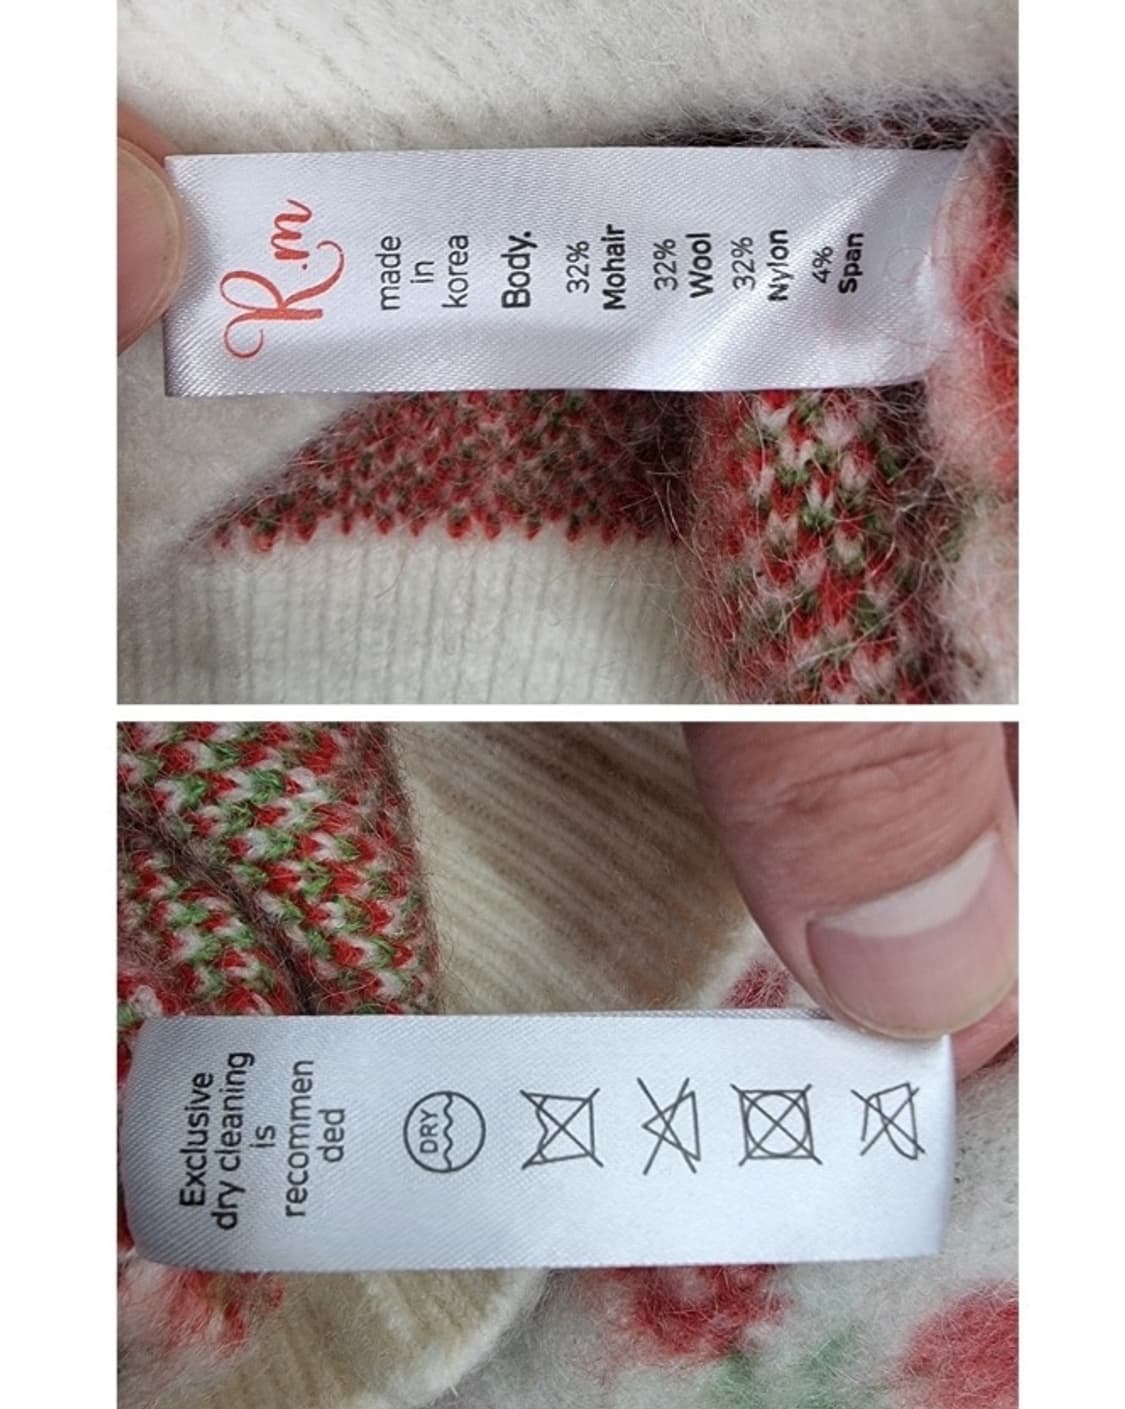 R.m
made
in
korea
Body.
32%
Mohair
32%
Wool
32%
Nylon
4%
Span
Exclusive
dry cleaning
is
recommen
ded
DRY